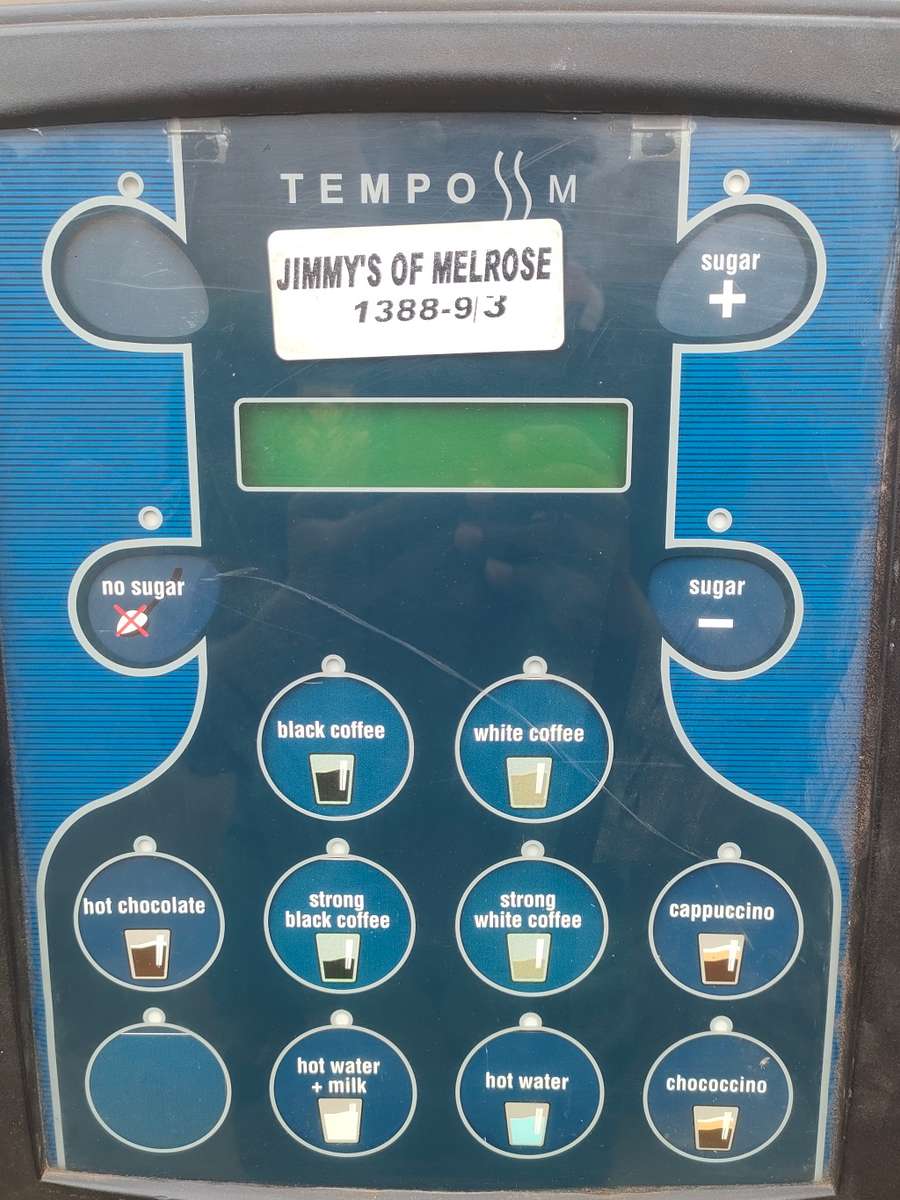 TEMPO M
JIMMY'S OF MELROSE
1388-9/3
sugar
+
no sugar
sugar
-
black coffee
white coffee
hot chocolate
strong
black coffee
strong
white coffee
cappuccino
hot water
+ milk
hot water
chococcino